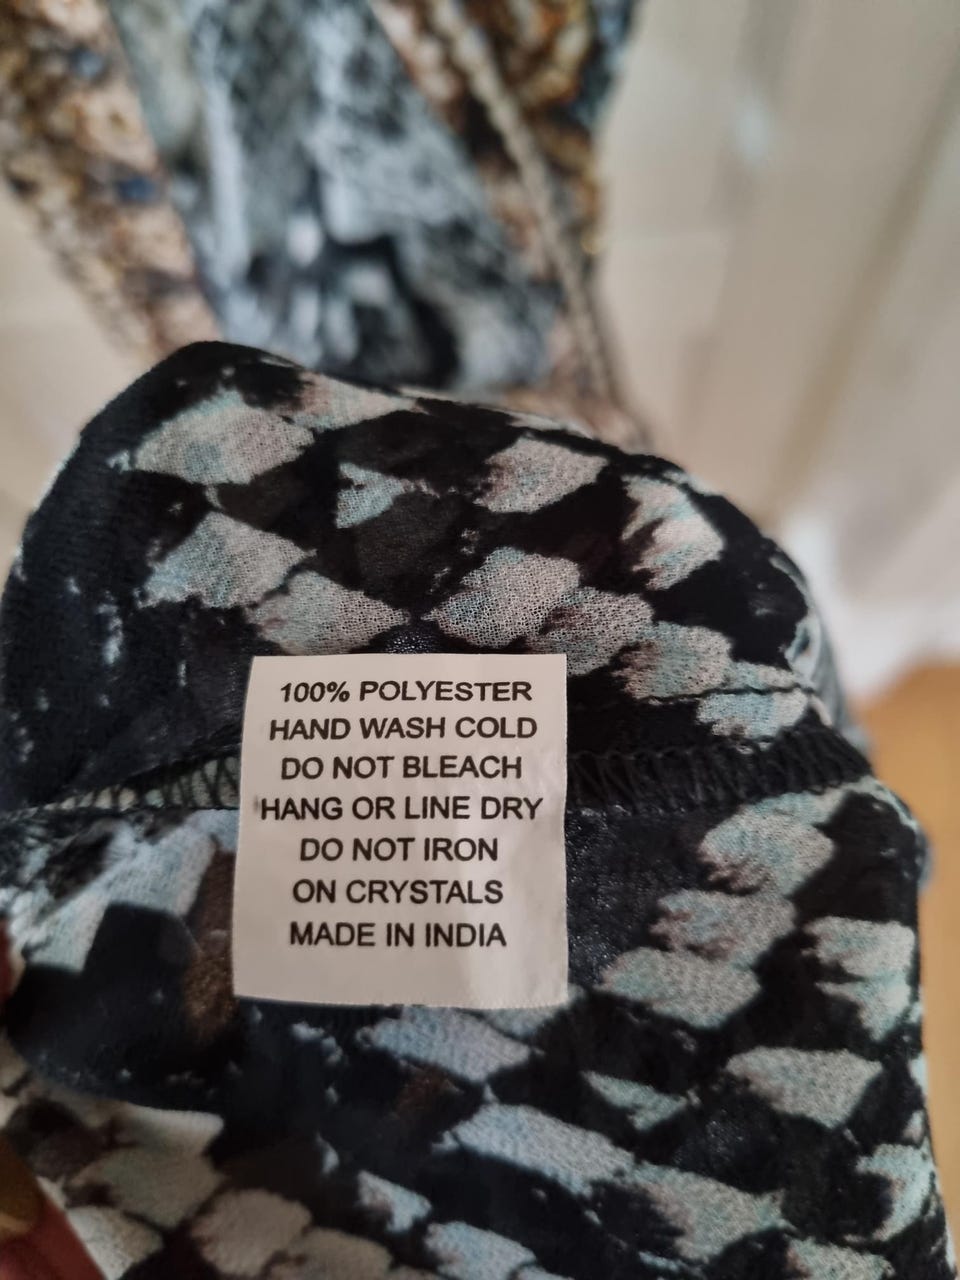 100% POLYESTER
HAND WASH COLD
DO NOT BLEACH
HANG OR LINE DRY
DO NOT IRON
ON CRYSTALS
MADE IN INDIA